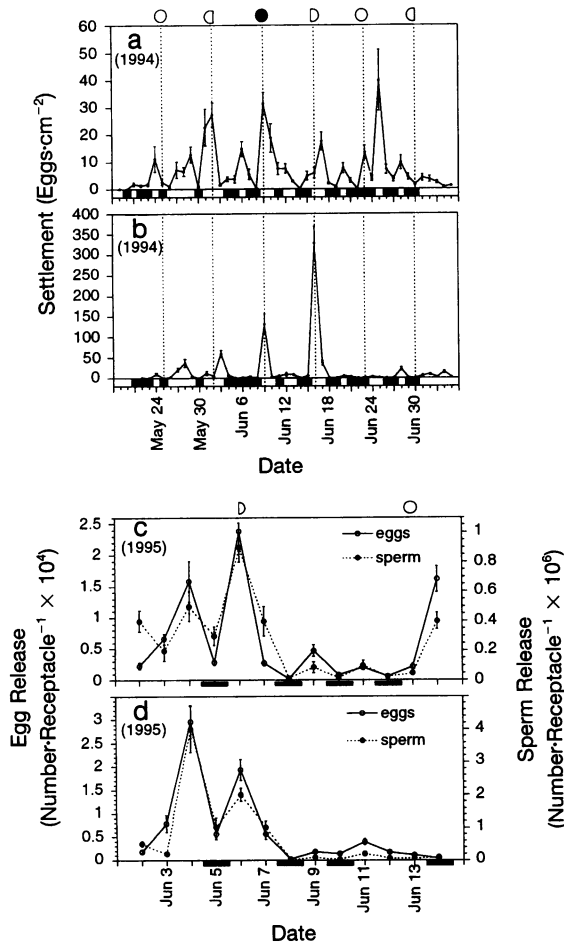 a
(1994)
60
50
40
30
20
10
0
b
(1994)
400
350
300
250
200
150
100
50
0
Settlement (Eggs·cm⁻²)
May 24
May 30
Jun 6
Jun 12
Jun 18
Jun 24
Jun 30
Date
c
(1995)
eggs
sperm
2.5
2
1.5
1
0.5
0
1
0.8
0.6
0.4
0.2
0
d
(1995)
eggs
sperm
3
2.5
2
1.5
1
0.5
0
4
3
2
1
0
Egg Release
(Number·Receptacle⁻¹ × 10⁴)
Sperm Release
(Number·Receptacle⁻¹ × 10⁶)
Jun 3
Jun 5
Jun 7
Jun 9
Jun 11
Jun 13
Date